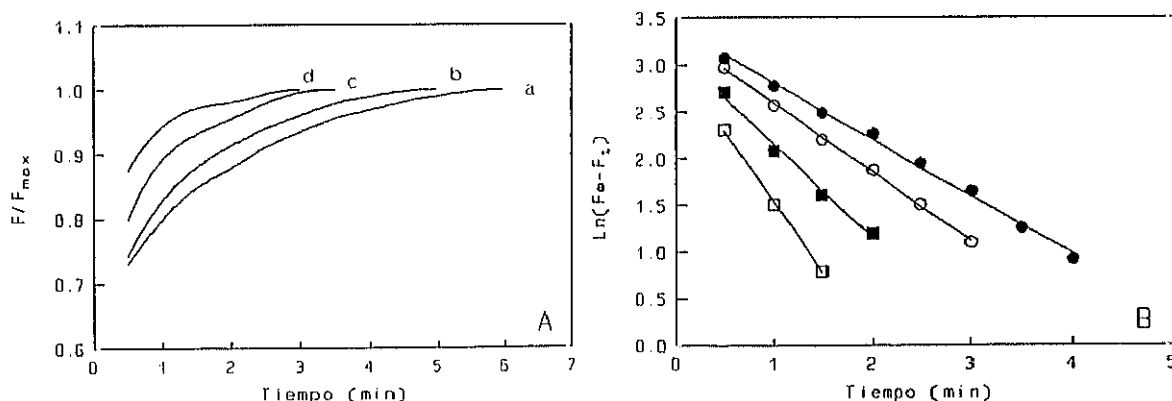 1.1
1.0
0.9
0.8
0.7
0.6
F/Fmax
d
c
b
a
A
0 1 2 3 4 5 6 7
Tiempo (min)
3.5
3.0
2.5
2.0
1.5
1.0
0.5
0.0
Ln(F∞-Ft)
B
0 1 2 3 4 5
Tiempo (min)